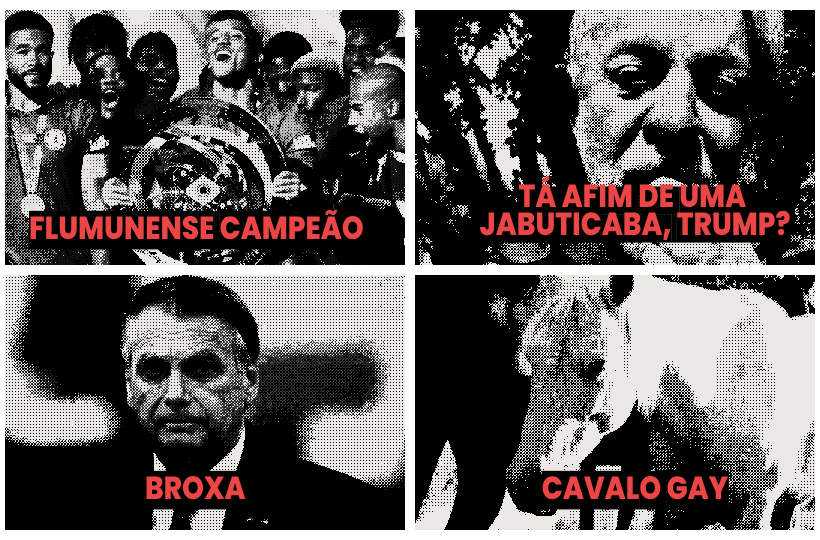 FLUMUNENSE CAMPEÃO
TÁ AFIM DE UMA
JABUTICABA, TRUMP?
BROXA
CAVALO GAY